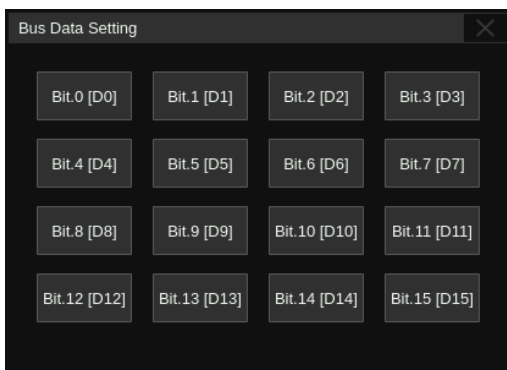 Bus Data Setting
Bit.0 [D0] Bit.1 [D1] Bit.2 [D2] Bit.3 [D3]
Bit.4 [D4] Bit.5 [D5] Bit.6 [D6] Bit.7 [D7]
Bit.8 [D8] Bit.9 [D9] Bit.10 [D10] Bit.11 [D11]
Bit.12 [D12] Bit.13 [D13] Bit.14 [D14] Bit.15 [D15]